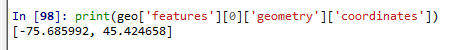 In [98]: print(geo['features'][0]['geometry']['coordinates'])
[-75.685992, 45.424658]